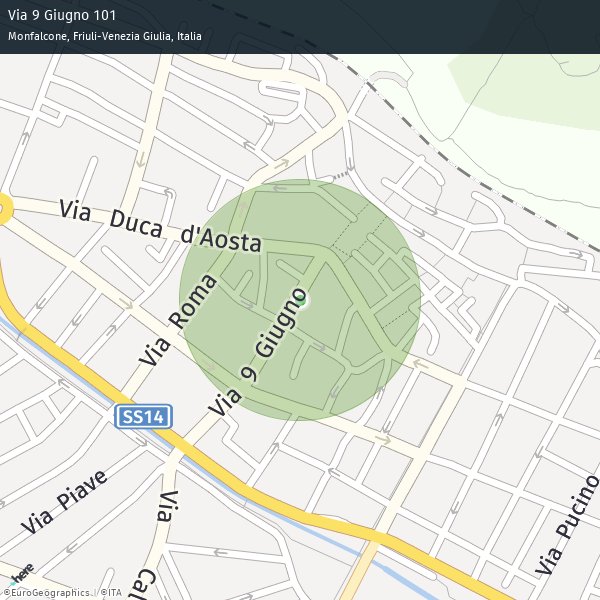 Via 9 Giugno 101
Monfalcone, Friuli-Venezia Giulia, Italia
Via Duca d'Aosta
Via Roma
Via 9 Giugno
SS14
Via Piave
Via Cal
Via Pucino
here
©EuroGeographics. | ©ITA